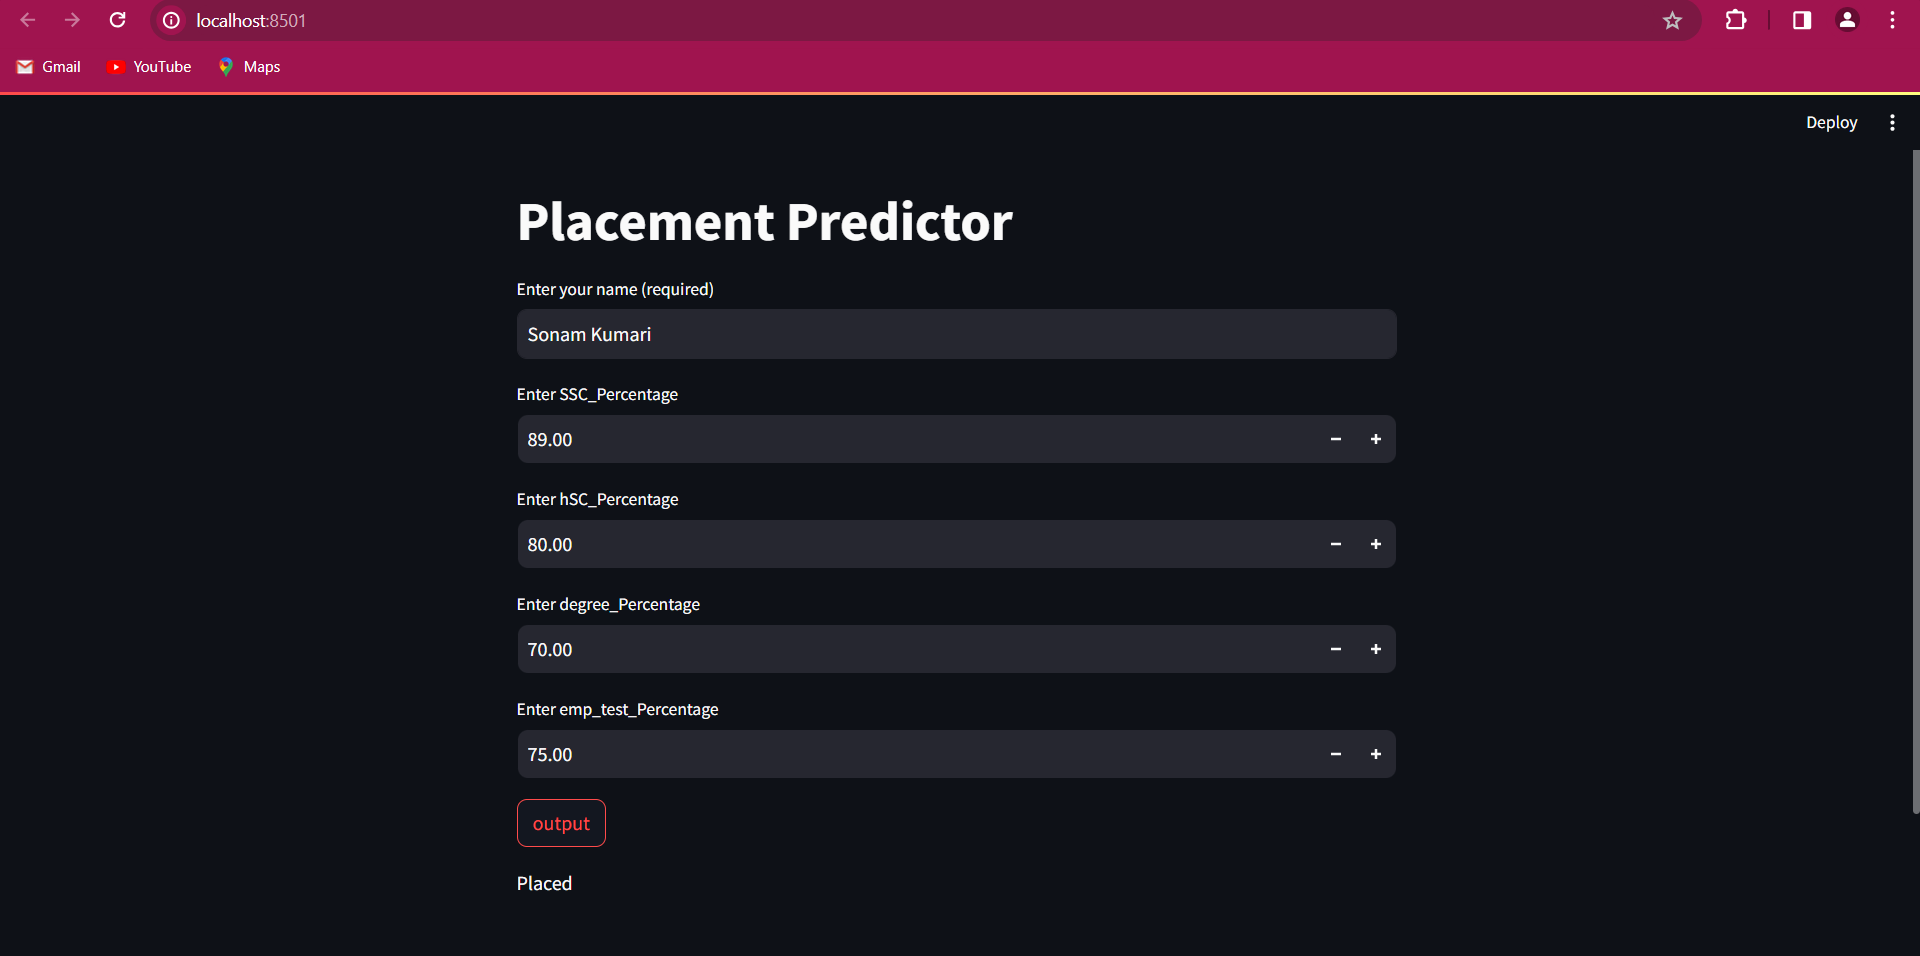 localhost:8501
Gmail YouTube Maps
Deploy
Placement Predictor
Enter your name (required)
Sonam Kumari
Enter SSC_Percentage
89.00
Enter hSC_Percentage
80.00
Enter degree_Percentage
70.00
Enter emp_test_Percentage
75.00
output
Placed